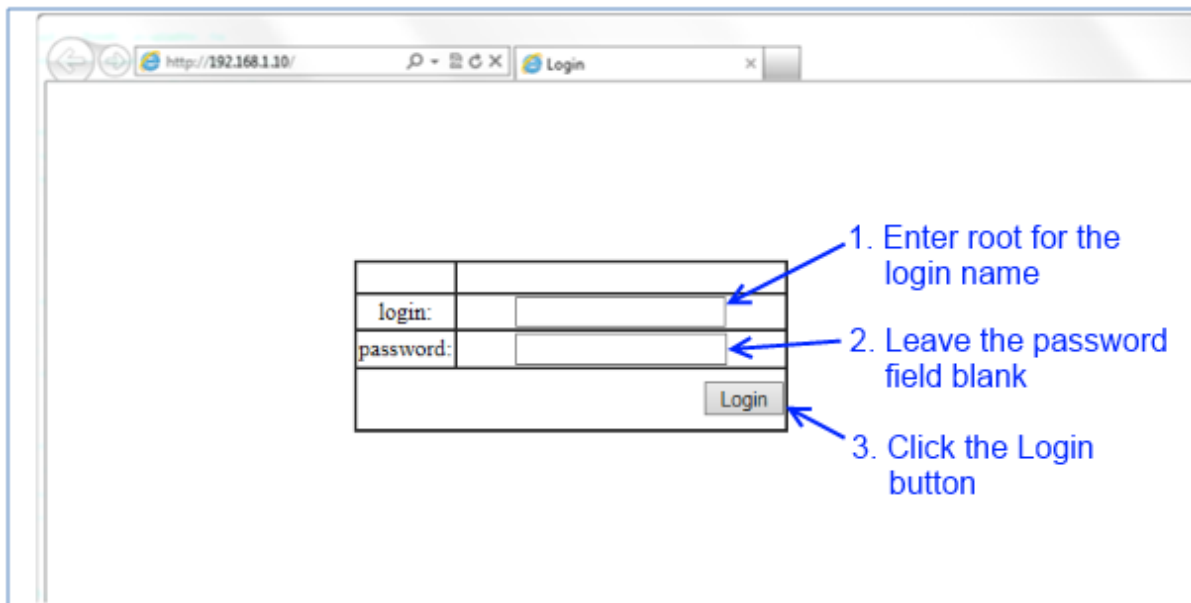 http://192.168.1.10/
Login
1. Enter root for the
login name
login:
password:
2. Leave the password
field blank
Login
3. Click the Login
button